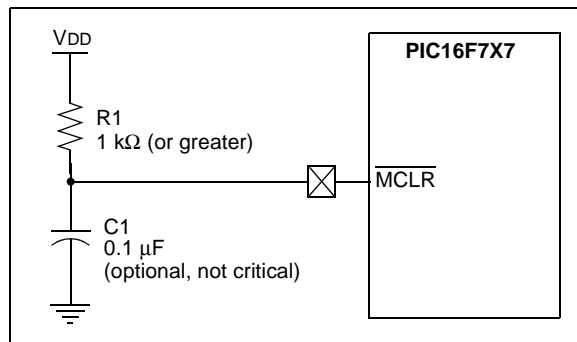 VDD
PIC16F7X7
R1
1 kΩ (or greater)
MCLR
C1
0.1 μF
(optional, not critical)